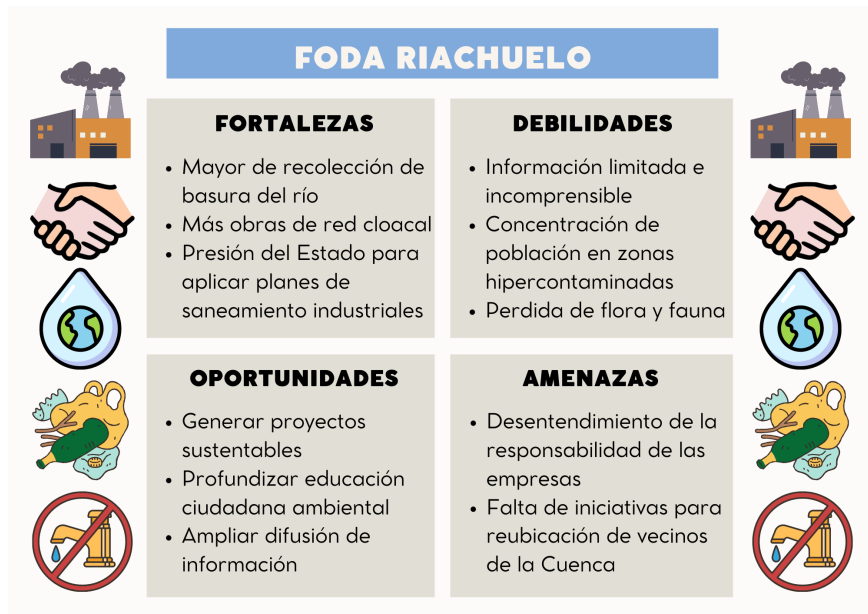 FODA RIACHUELO
FORTALEZAS
• Mayor de recolección de
basura del río
• Más obras de red cloacal
• Presión del Estado para
aplicar planes de
saneamiento industriales
DEBILIDADES
• Información limitada e
incomprensible
• Concentración de
población en zonas
hipercontaminadas
• Perdida de flora y fauna
OPORTUNIDADES
• Generar proyectos
sustentables
• Profundizar educación
ciudadana ambiental
• Ampliar difusión de
información
AMENAZAS
• Desentendimiento de la
responsabilidad de las
empresas
• Falta de iniciativas para
reubicación de vecinos
de la Cuenca